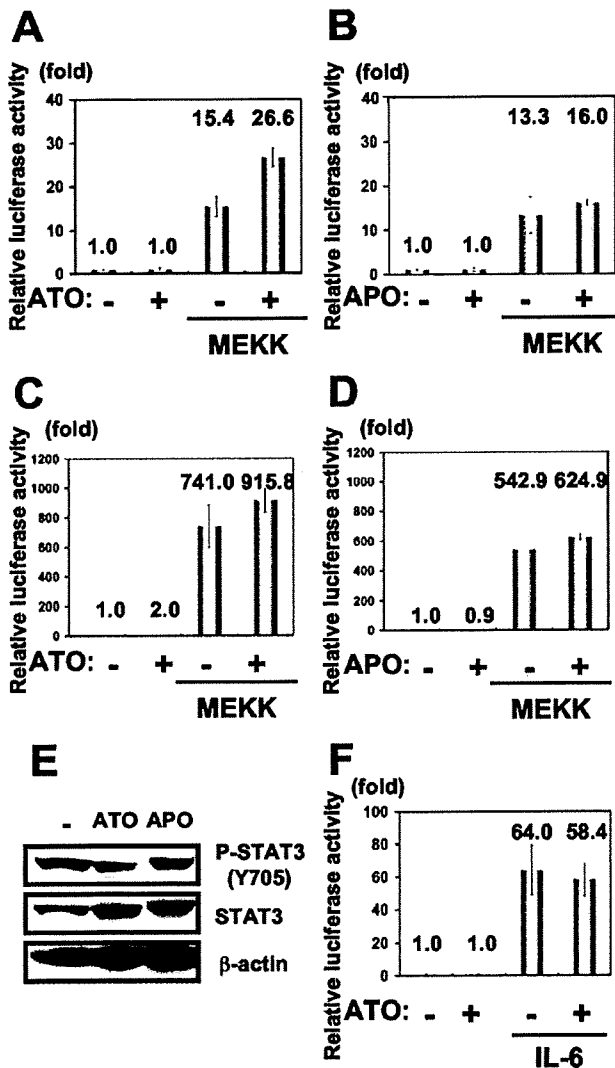 A
B
(fold)
(fold)
Relative luciferase activity
40
30
20
10
0
1.0 1.0 15.4 26.6
ATO: - + - +
MEKK
Relative luciferase activity
40
30
20
10
0
1.0 1.0 13.3 16.0
APO: - + - +
MEKK
C
D
(fold)
(fold)
Relative luciferase activity
1200
1000
800
600
400
200
0
1.0 2.0 741.0 915.8
ATO: - + - +
MEKK
Relative luciferase activity
1200
1000
800
600
400
200
0
1.0 0.9 542.9 624.9
APO: - + - +
MEKK
E
- ATO APO
P-STAT3
(Y705)
STAT3
β-actin
F
(fold)
Relative luciferase activity
100
80
60
40
20
0
1.0 1.0 64.0 58.4
ATO: - + - +
IL-6